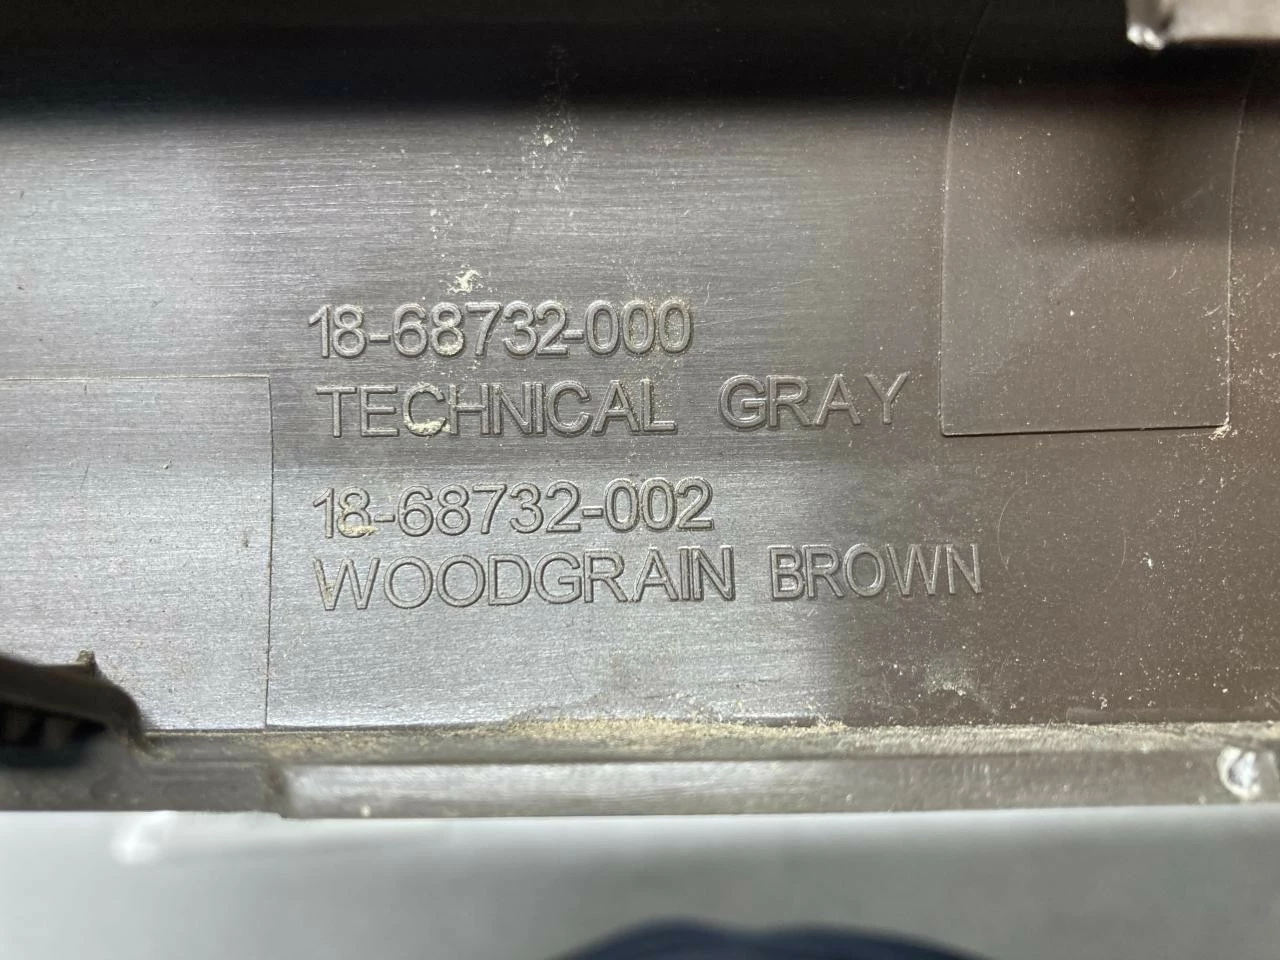 18-68732-000
TECHNICAL GRAY
18-68732-002
WOODGRAIN BROWN